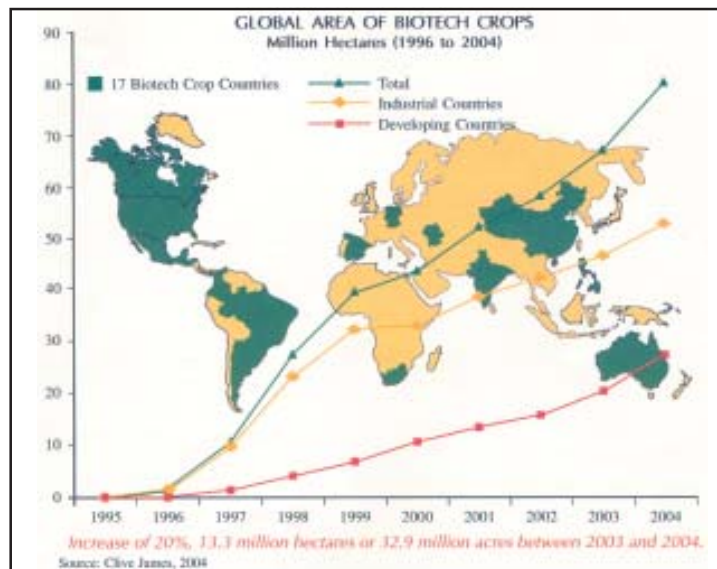 GLOBAL AREA OF BIOTECH CROPS
Million Hectares (1996 to 2004)
90
80
70
60
50
40
30
20
10
0
17 Biotech Crop Countries
Total
Industrial Countries
Developing Countries
1995 1996 1997 1998 1999 2000 2001 2002 2003 2004
Increase of 20%, 13.3 million hectares or 32.9 million acres between 2003 and 2004.
Source: Clive James, 2004